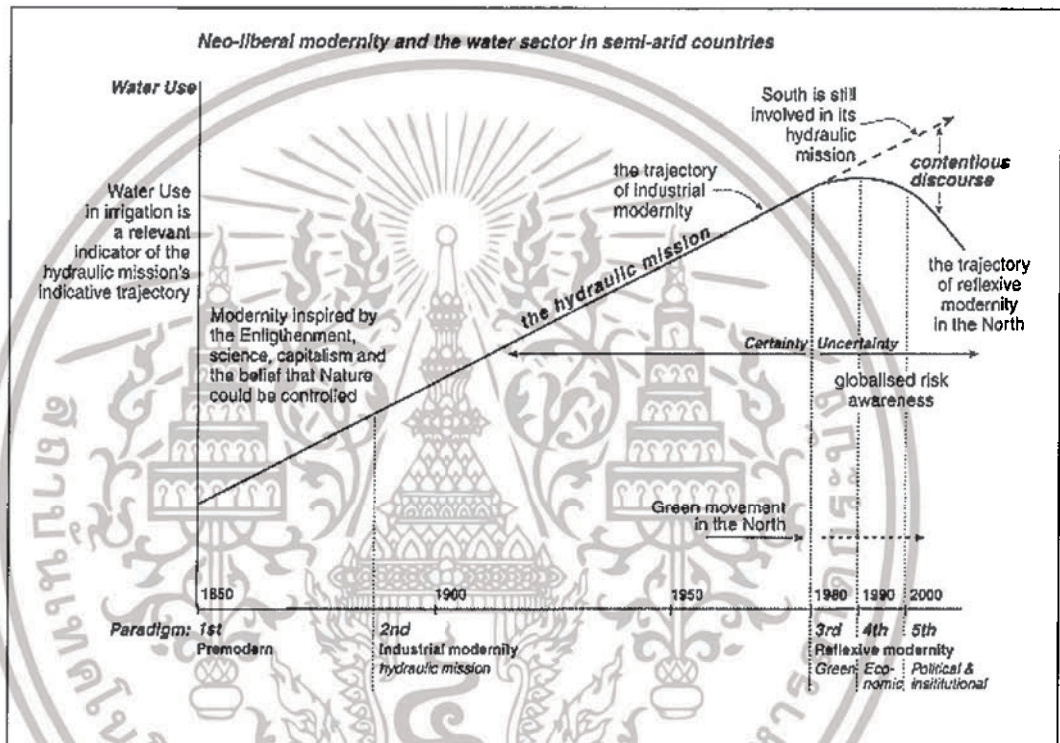 Neo-liberal modernity and the water sector in semi-arid countries
Water Use
South is still
involved in its
hydraulic
mission
contentious
discourse
the trajectory
of industrial
modernity
Water Use
in irrigation is
a relevant
indicator of the
hydraulic mission's
indicative trajectory
the hydraulic mission
the trajectory
of reflexive
modernity
in the North
Modernity inspired by
the Enligthenment,
science, capitalism and
the belief that Nature
could be controlled
Certainty Uncertainty
globalised risk
awareness
Green movement
in the North
1850 1900 1950 1980 1990 2000
Paradigm: 1st 2nd 3rd 4th 5th
Premodern Industrial modernity Reflexive modernity
hydraulic mission Green Eco- Political &
nomic insititutional